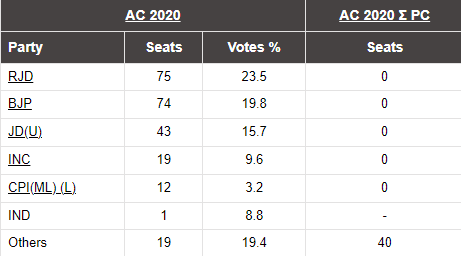 AC 2020 AC 2020 Σ PC
Party Seats Votes % Seats
RJD 75 23.5 0
BJP 74 19.8 0
JD(U) 43 15.7 0
INC 19 9.6 0
CPI(ML) (L) 12 3.2 0
IND 1 8.8 -
Others 19 19.4 40